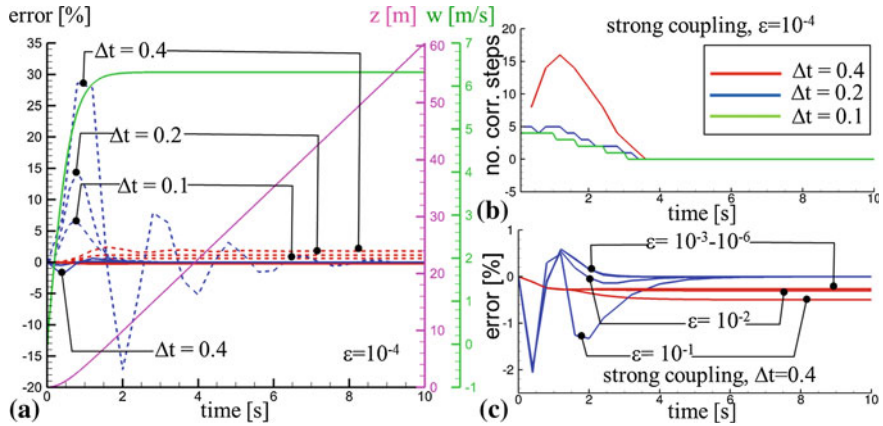 error [%]
z [m]
w [m/s]
35
30
25
20
15
10
5
0
-5
-10
-15
-20
60
50
40
30
20
10
0
7
6
5
4
3
2
1
0
-1
Δt = 0.4
Δt = 0.2
Δt = 0.1
Δt = 0.4
ε=10-4
0 2 4 6 8 10
time [s]
(a)
strong coupling, ε=10-4
no. corr. steps
20
15
10
5
0
-5
Δt = 0.4
Δt = 0.2
Δt = 0.1
2 4 6 8 10
time [s]
(b)
error [%]
1
0
-1
-2
ε= 10-3-10-6
ε= 10-2
ε= 10-1
strong coupling, Δt=0.4
0 2 4 6 8 10
time [s]
(c)